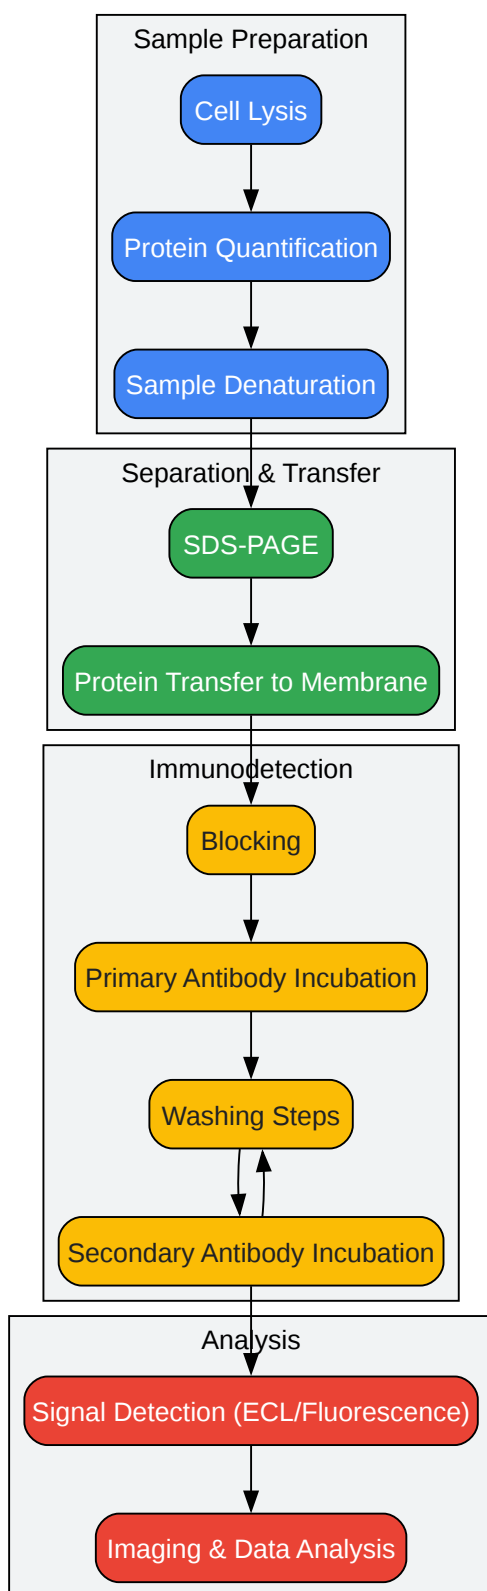 Sample Preparation
Cell Lysis
Protein Quantification
Sample Denaturation
Separation & Transfer
SDS-PAGE
Protein Transfer to Membrane
Immunodetection
Blocking
Primary Antibody Incubation
Washing Steps
Secondary Antibody Incubation
Analysis
Signal Detection (ECL/Fluorescence)
Imaging & Data Analysis